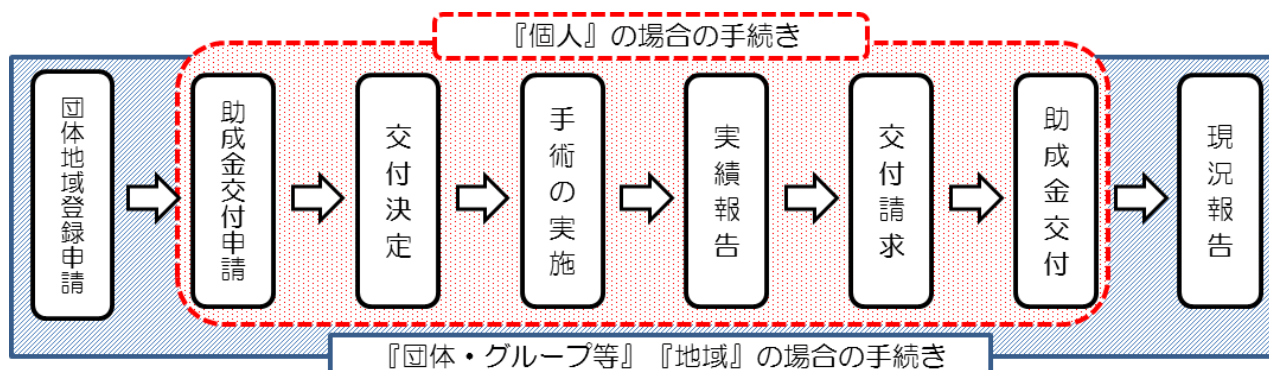 『個人』の場合の手続き
団体地域登録申請
助成金交付申請
交付決定
手術の実施
実績報告
交付請求
助成金交付
現況報告
『団体・グループ等』『地域』の場合の手続き